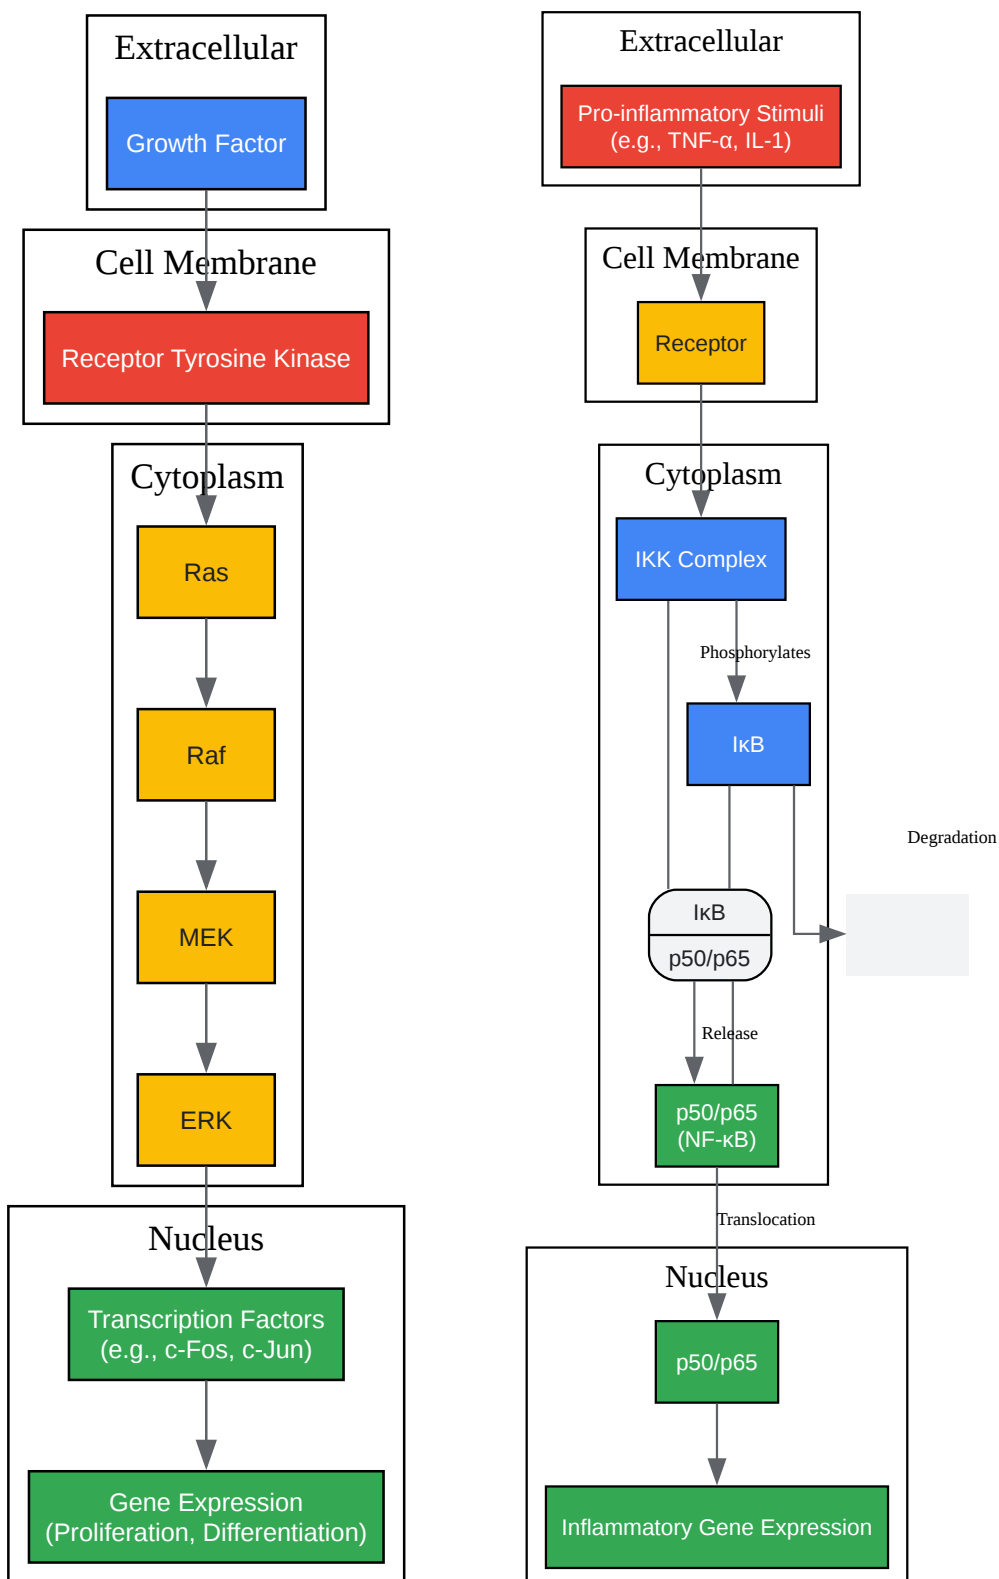 Extracellular
Growth Factor
Cell Membrane
Receptor Tyrosine Kinase
Cytoplasm
Ras
Raf
MEK
ERK
Nucleus
Transcription Factors
(e.g., c-Fos, c-Jun)
Gene Expression
(Proliferation, Differentiation)
Extracellular
Pro-inflammatory Stimuli
(e.g., TNF-α, IL-1)
Cell Membrane
Receptor
Cytoplasm
IKK Complex
Phosphorylates
IκB
Degradation
IκB
p50/p65
Release
p50/p65
(NF-κB)
Translocation
Nucleus
p50/p65
Inflammatory Gene Expression